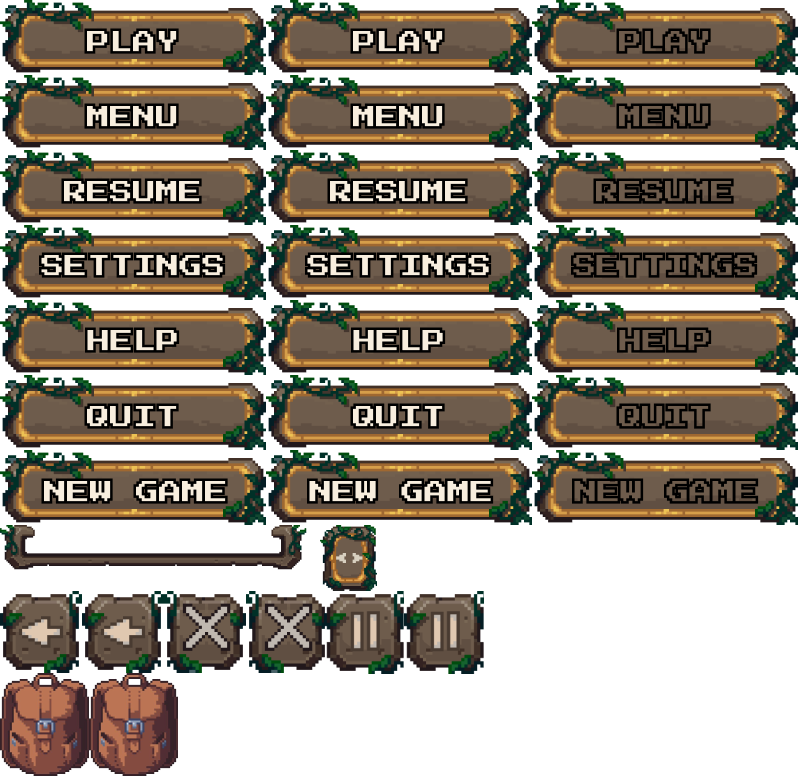 PLAY PLAY PLAY
MENU MENU MENU
RESUME RESUME RESUME
SETTINGS SETTINGS SETTINGS
HELP HELP HELP
QUIT QUIT QUIT
NEW GAME NEW GAME NEW GAME